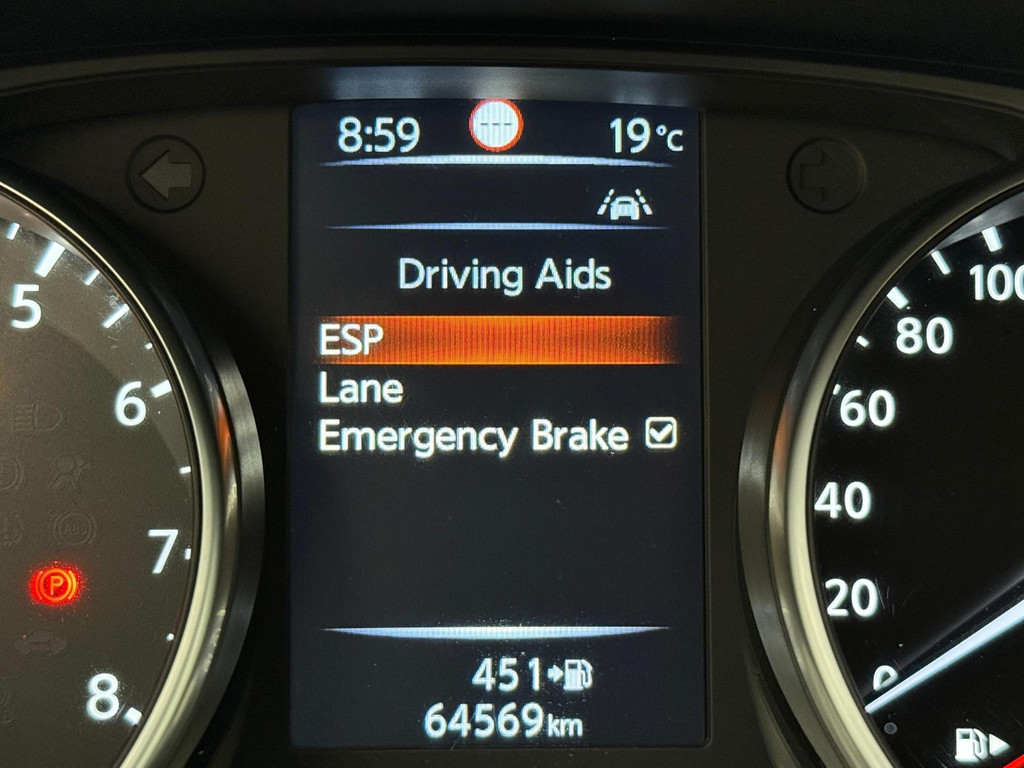 8:59 --- 19°C
Driving Aids
ESP
Lane
Emergency Brake
451
64569km
5
6
7
8
P
100
80
60
40
20
0